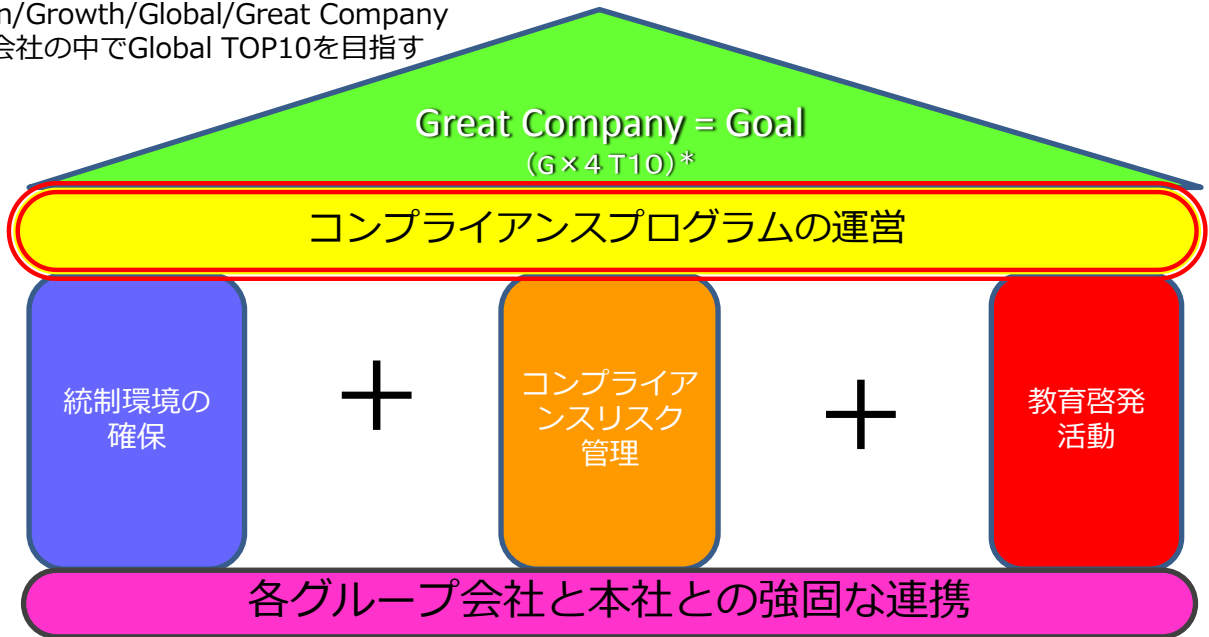 n/Growth/Global/Great Company
会社の中でGlobal TOP10を目指す
Great Company = Goal
（G×４T10）*
コンプライアンスプログラムの運営
統制環境の
確保
＋
コンプライア
ンスリスク
管理
＋
教育啓発
活動
各グループ会社と本社との強固な連携